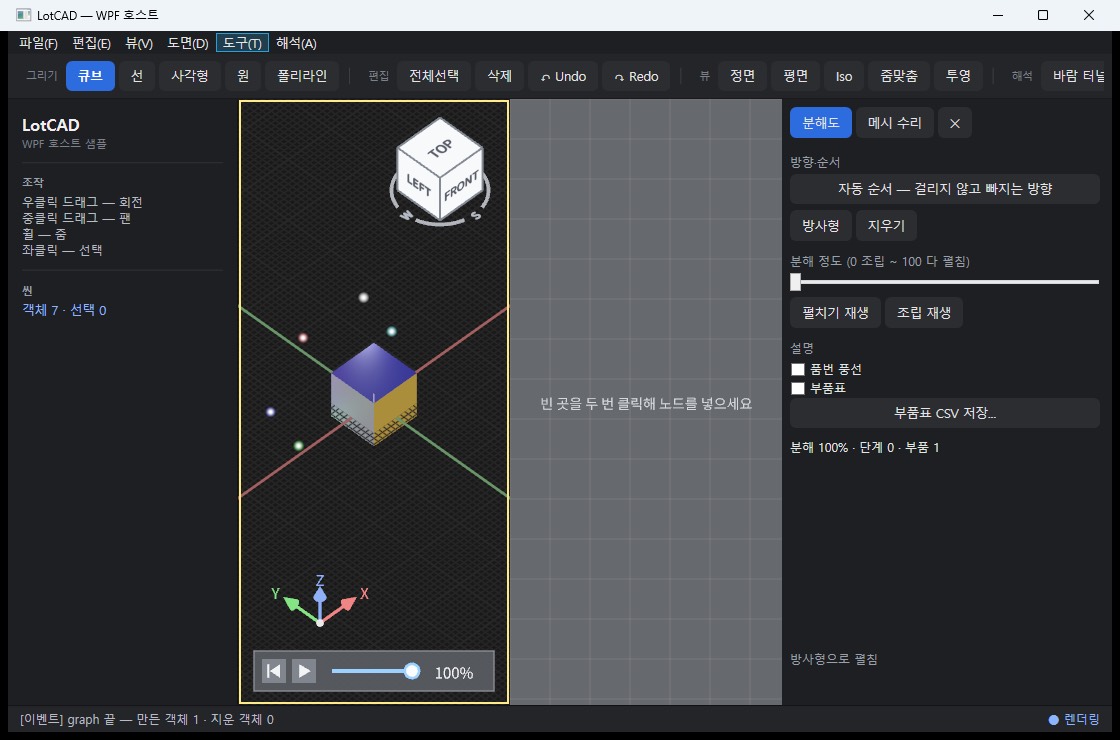 LotCAD — WPF 호스트
파일(F) 편집(E) 뷰(V) 도면(D) 도구(T) 해석(A)
그리기 큐브 선 사각형 원 폴리라인 편집 전체선택 삭제 Undo Redo 뷰 정면 평면 Iso 줌맞춤 투영 해석 바람 터널
LotCAD
WPF 호스트 샘플
조작
우클릭 드래그 — 회전
중클릭 드래그 — 팬
휠 — 줌
좌클릭 — 선택
씬
객체 7 · 선택 0
TOP
LEFT FRONT
W S
Z
Y X
100%
빈 곳을 두 번 클릭해 노드를 넣으세요
분해도 메시 수리
방향·순서
자동 순서 — 걸리지 않고 빠지는 방향
방사형 지우기
분해 정도 (0 조립 ~ 100 다 펼침)
펼치기 재생 조립 재생
설명
품번 풍선
부품표
부품표 CSV 저장...
분해 100% · 단계 0 · 부품 1
방사형으로 펼침
[이벤트] graph 끝 — 만든 객체 1 · 지운 객체 0
렌더링